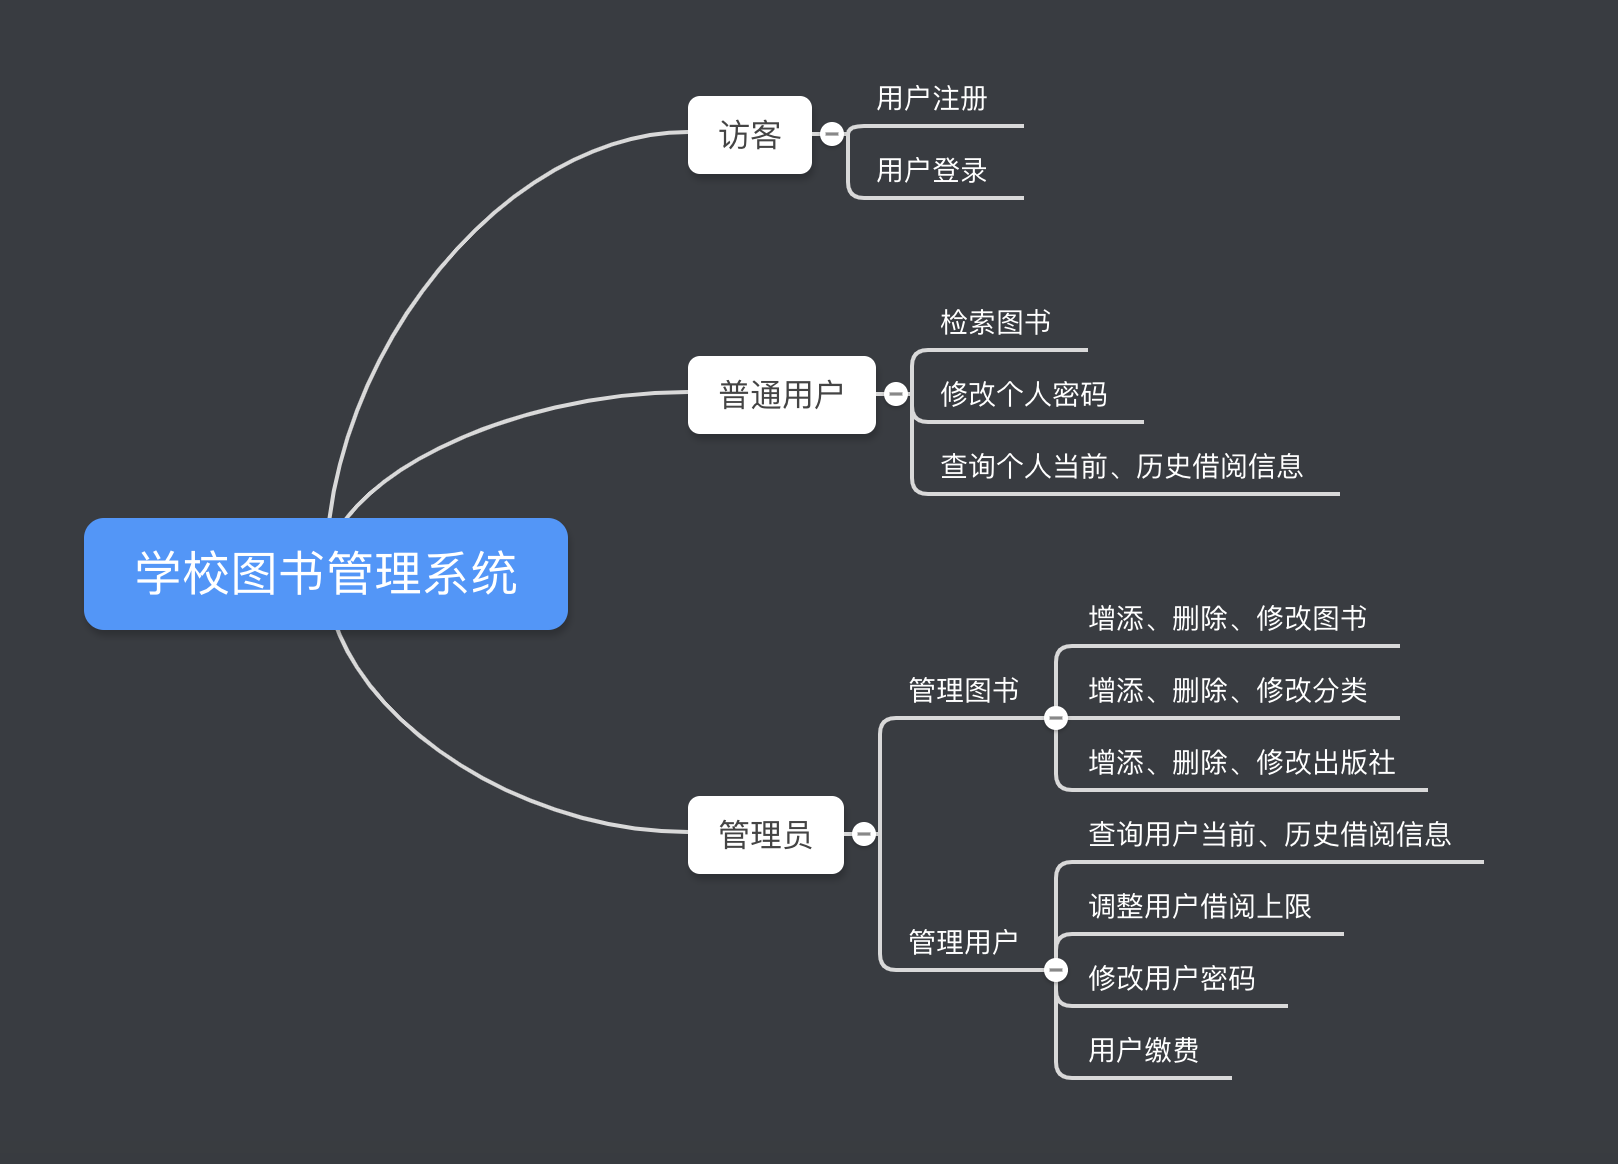 学校图书管理系统
访客
用户注册
用户登录
普通用户
检索图书
修改个人密码
查询个人当前、历史借阅信息
管理员
管理图书
增添、删除、修改图书
增添、删除、修改分类
增添、删除、修改出版社
管理用户
查询用户当前、历史借阅信息
调整用户借阅上限
修改用户密码
用户缴费